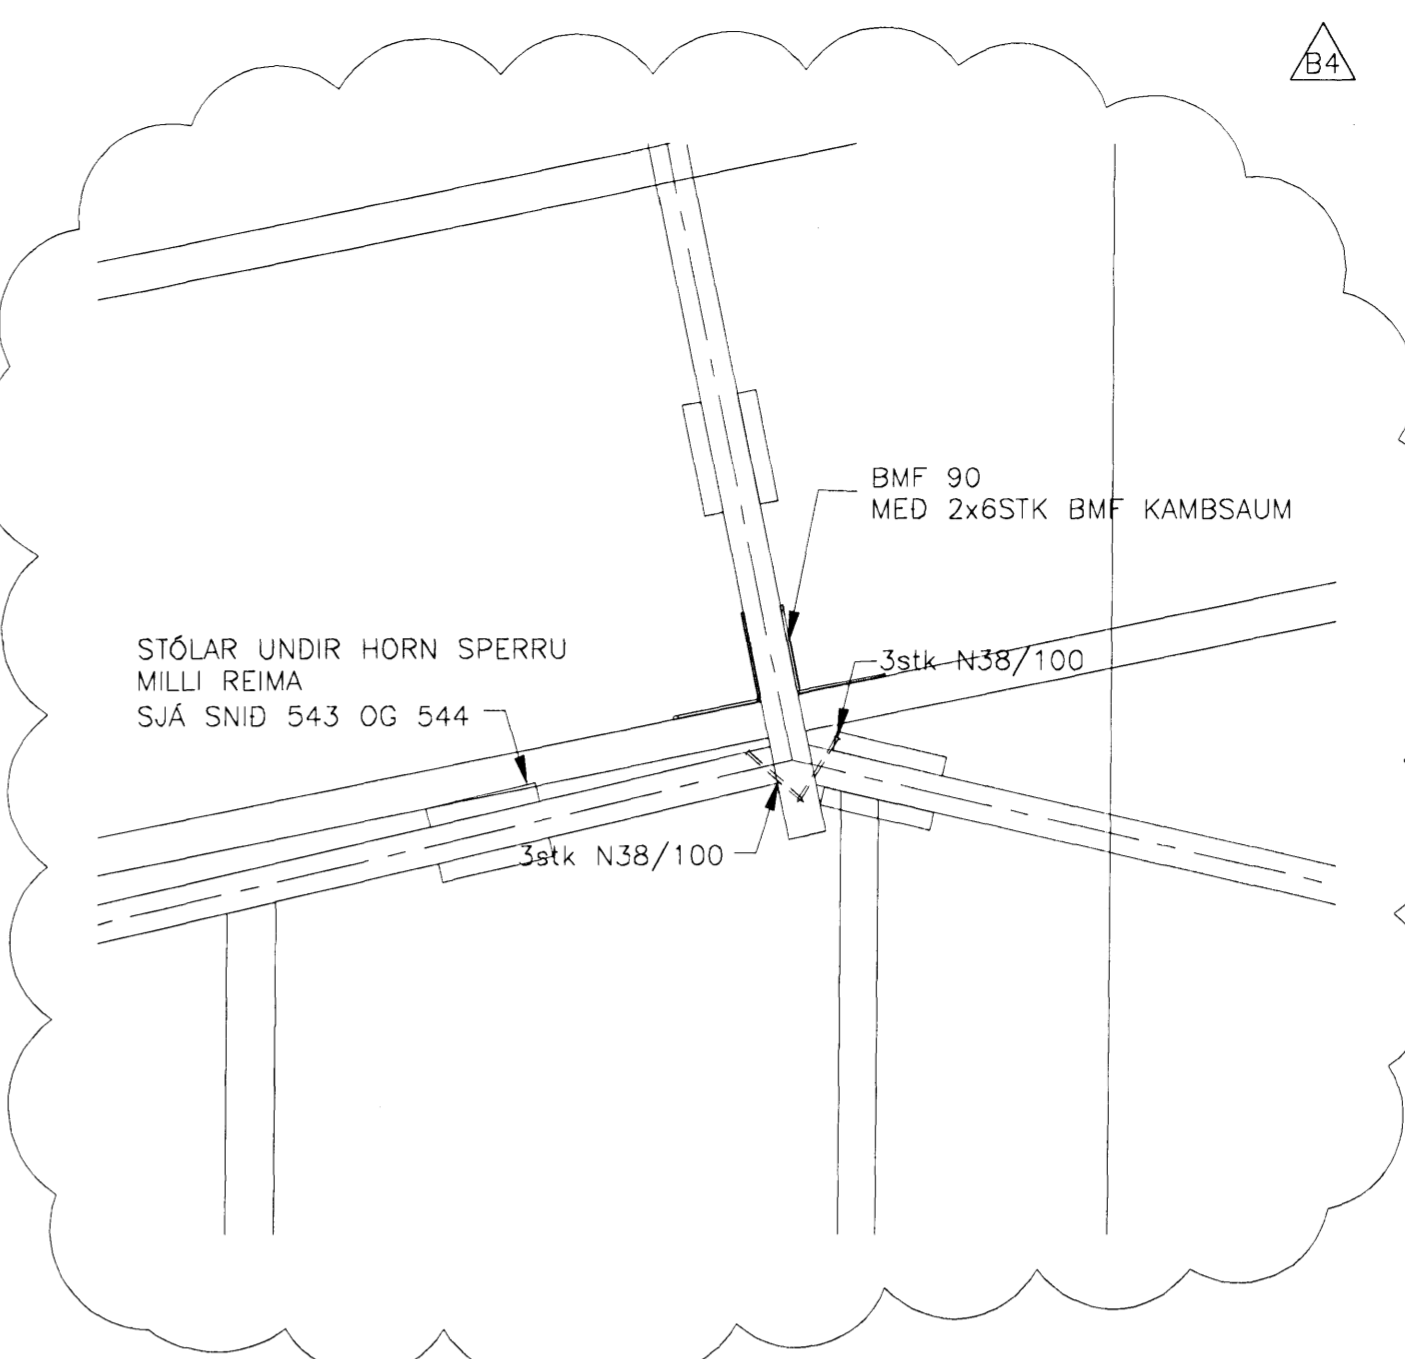 B4
BMF 90
MEÐ 2x6STK BMF KAMBSAUM
STÓLAR UNDIR HORN SPERRU
MILLI REIMA
SJÁ SNIÐ 543 OG 544
3stk N38/100
3stk N38/100